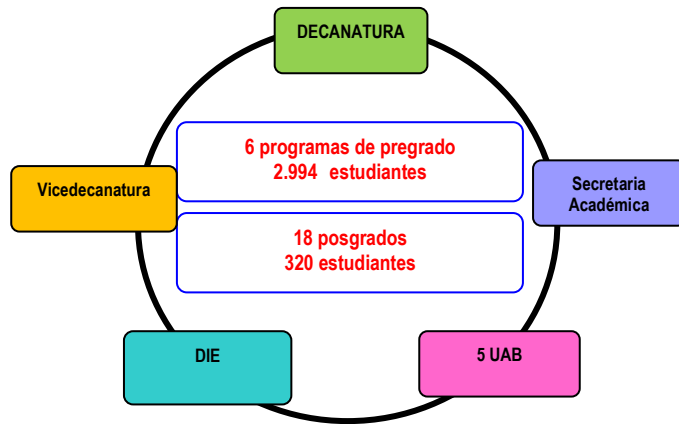 DECANATURA
6 programas de pregrado
2.994 estudiantes
Vicedecanatura
Secretaria
Académica
18 posgrados
320 estudiantes
DIE
5 UAB